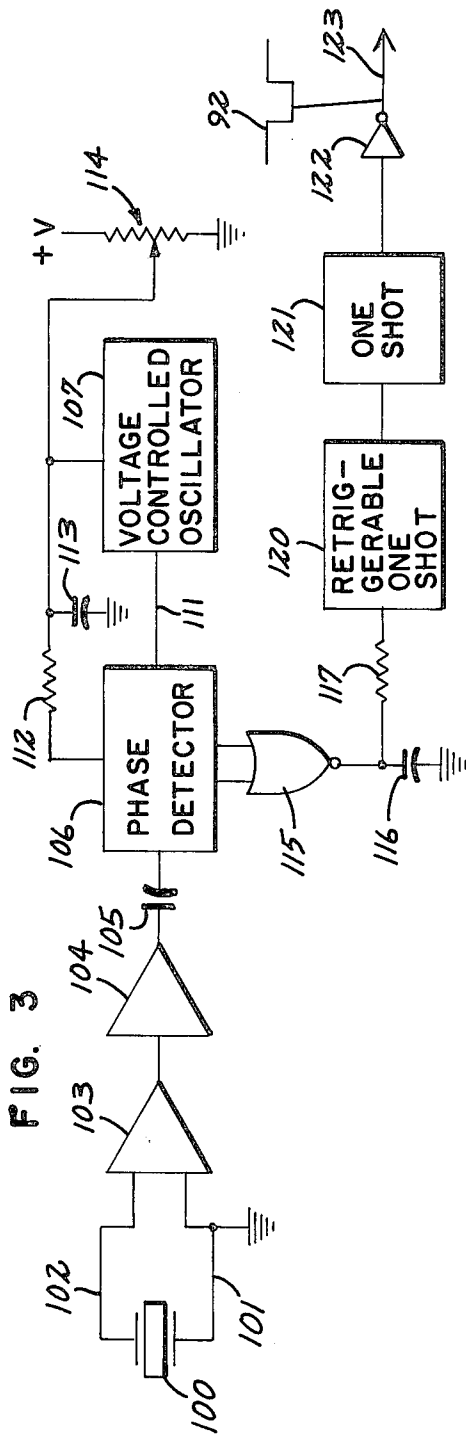 FIG. 3
102
101
100
103
104
105
106
PHASE
DETECTOR
112
113
111
107
VOLTAGE
CONTROLLED
OSCILLATOR
+V
114
115
116
117
120
RETRIG-
GERABLE
ONE
SHOT
121
ONE
SHOT
122
123
26